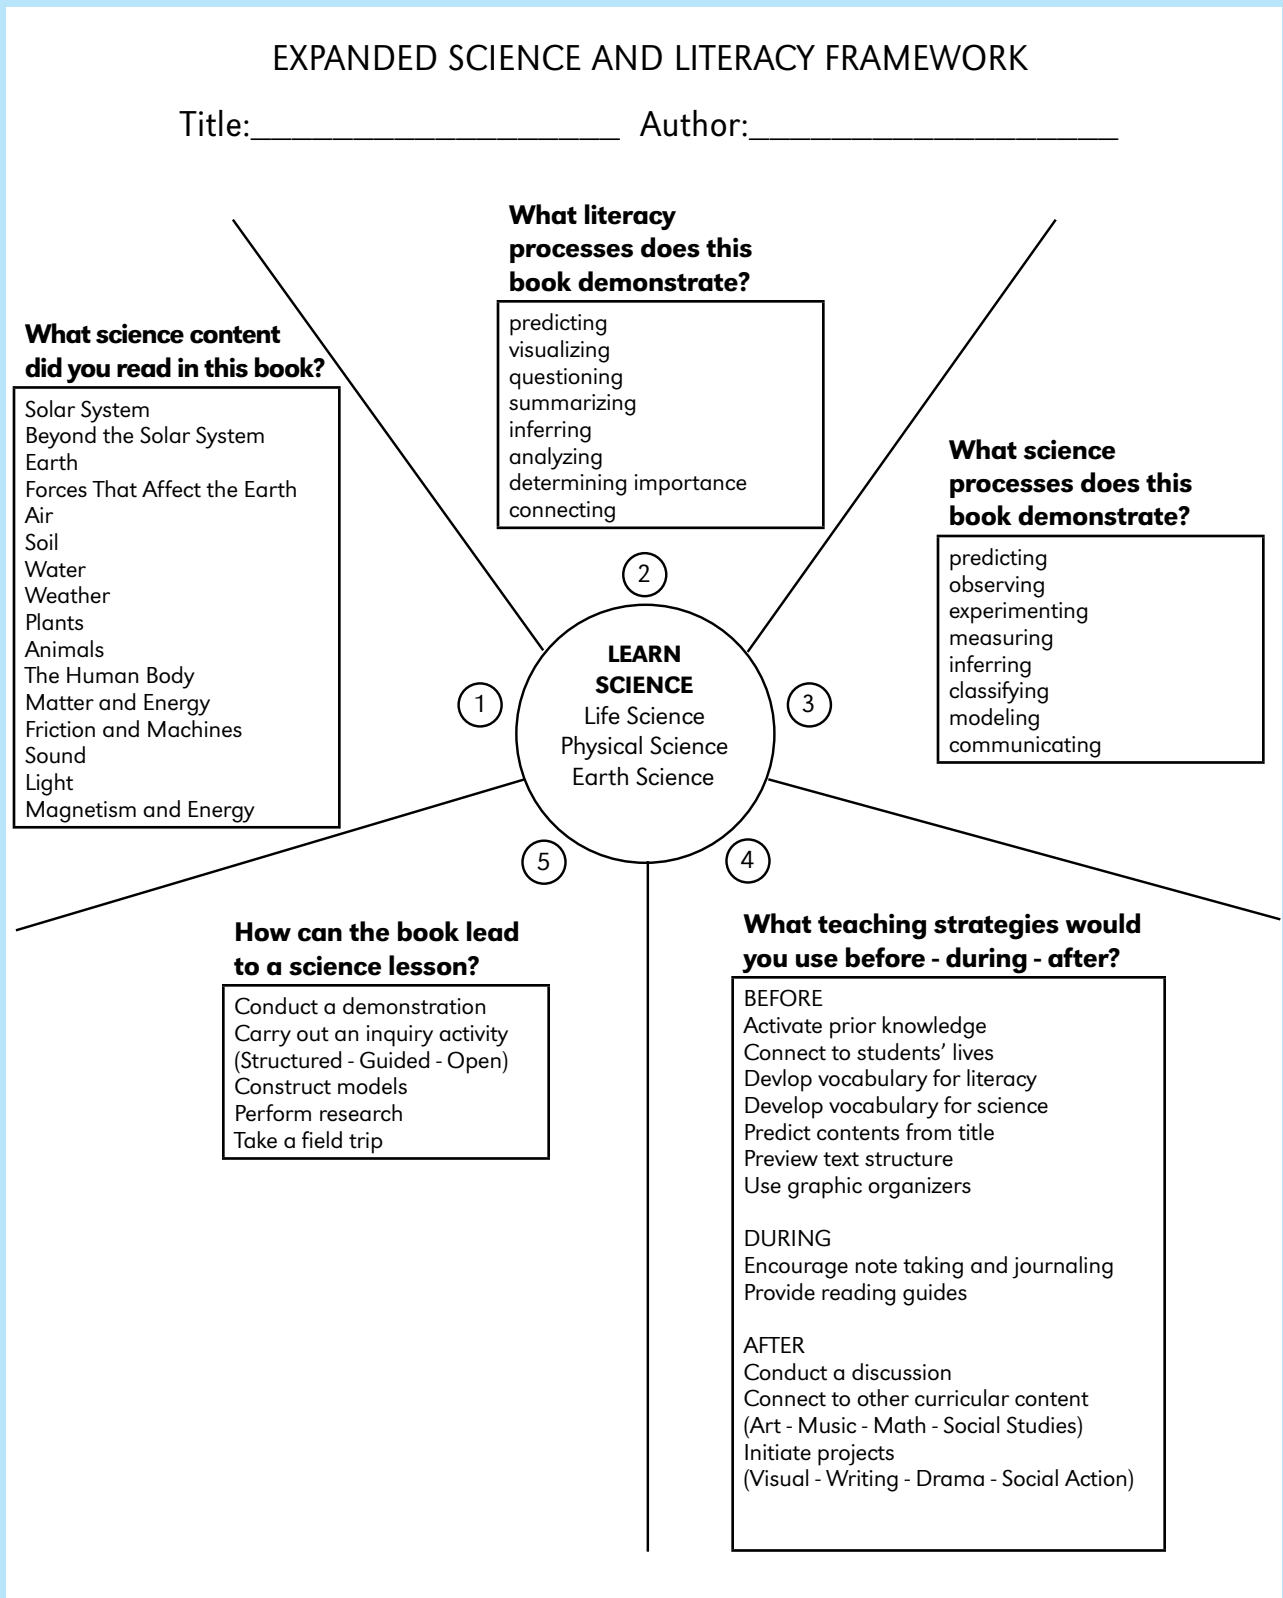 EXPANDED SCIENCE AND LITERACY FRAMEWORK
Title:__________________ Author:__________________
What science content
did you read in this book?
Solar System
Beyond the Solar System
Earth
Forces That Affect the Earth
Air
Soil
Water
Weather
Plants
Animals
The Human Body
Matter and Energy
Friction and Machines
Sound
Light
Magnetism and Energy
1
What literacy
processes does this
book demonstrate?
predicting
visualizing
questioning
summarizing
inferring
analyzing
determining importance
connecting
2
What science
processes does this
book demonstrate?
predicting
observing
experimenting
measuring
inferring
classifying
modeling
communicating
3
LEARN
SCIENCE
Life Science
Physical Science
Earth Science
4
What teaching strategies would
you use before - during - after?
BEFORE
Activate prior knowledge
Connect to students’ lives
Devlop vocabulary for literacy
Develop vocabulary for science
Predict contents from title
Preview text structure
Use graphic organizers
DURING
Encourage note taking and journaling
Provide reading guides
AFTER
Conduct a discussion
Connect to other curricular content
(Art - Music - Math - Social Studies)
Initiate projects
(Visual - Writing - Drama - Social Action)
5
How can the book lead
to a science lesson?
Conduct a demonstration
Carry out an inquiry activity
(Structured - Guided - Open)
Construct models
Perform research
Take a field trip